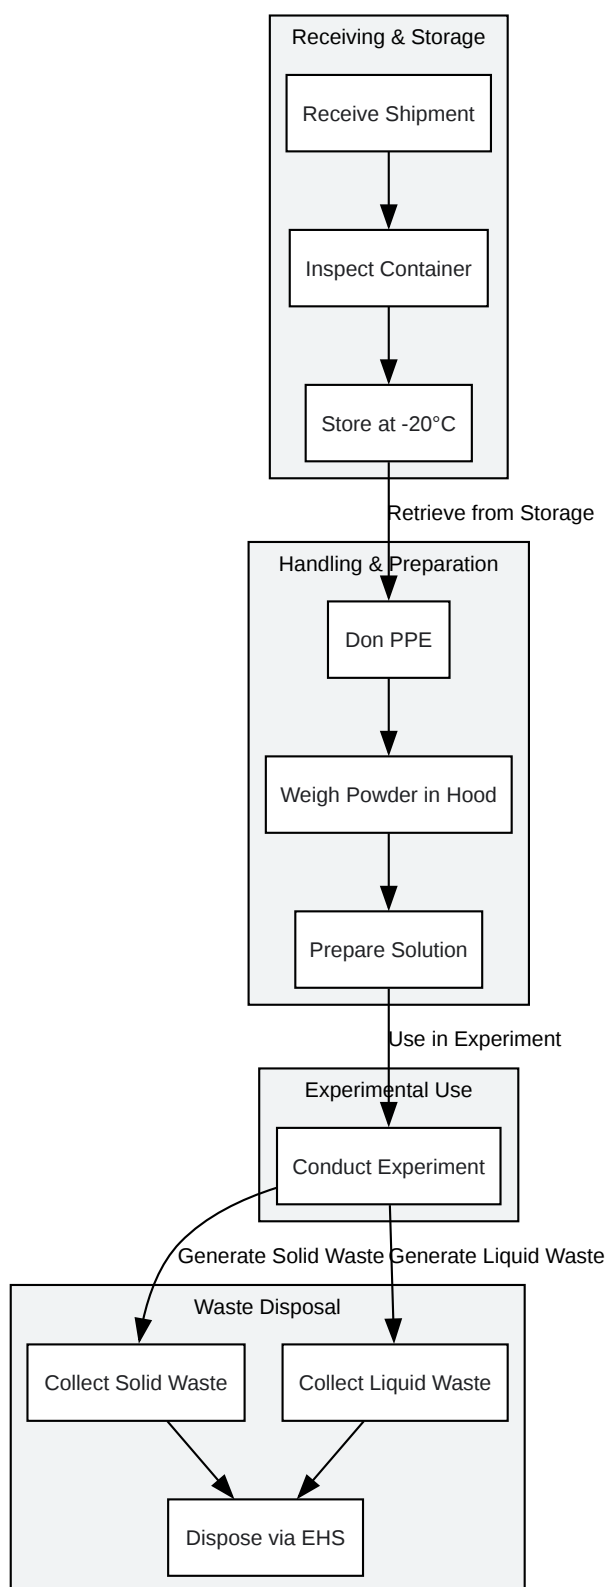 Receiving & Storage
Receive Shipment
Inspect Container
Store at -20°C
Retrieve from Storage
Handling & Preparation
Don PPE
Weigh Powder in Hood
Prepare Solution
Use in Experiment
Experimental Use
Conduct Experiment
Generate Solid Waste
Generate Liquid Waste
Waste Disposal
Collect Solid Waste
Collect Liquid Waste
Dispose via EHS